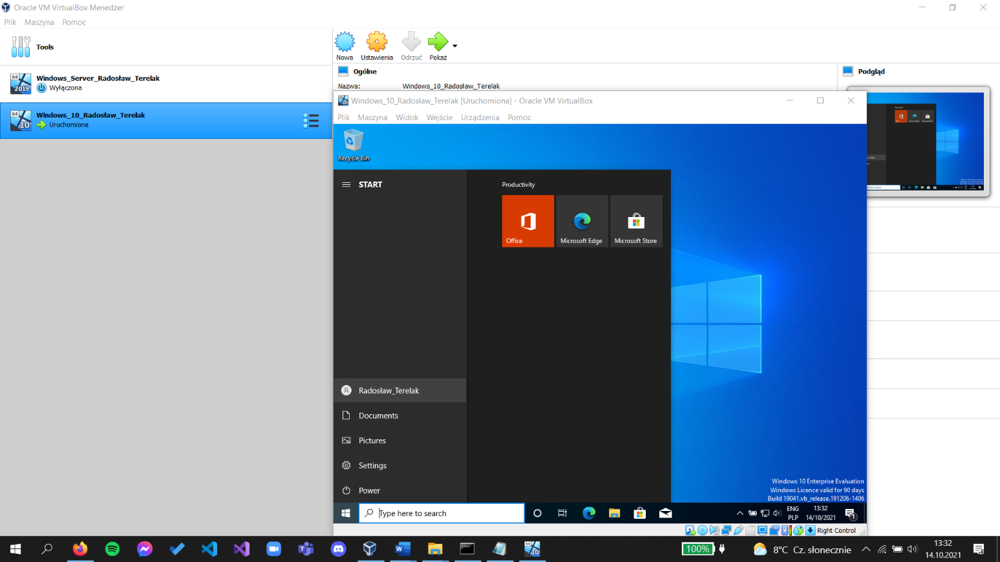 Oracle VM VirtualBox Menedżer
Plik Maszyna Pomoc
Tools
Nowa Ustawienia Odrzuć Pokaż
64 2019 Windows_Server_Radosław_Terelak
Wyłączona
64 10 Windows_10_Radosław_Terelak
Uruchomiona
Ogólne
Nazwa: Windows_10_Radosław_Terelak
Podgląd
Windows_10_Radosław_Terelak [Uruchomiona] - Oracle VM VirtualBox
Plik Maszyna Widok Wejście Urządzenia Pomoc
Recycle Bin
START
Productivity
Office Microsoft Edge Microsoft Store
Radosław_Terelak
Documents
Pictures
Settings
Power
Windows 10 Enterprise Evaluation
Windows Licence valid for 90 days
Build 19041.vb_release.191206-1406
Type here to search
ENG
PLP
13:32
14/10/2021
1
Right Control
100%
8°C Cz. słonecznie
13:32
14.10.2021